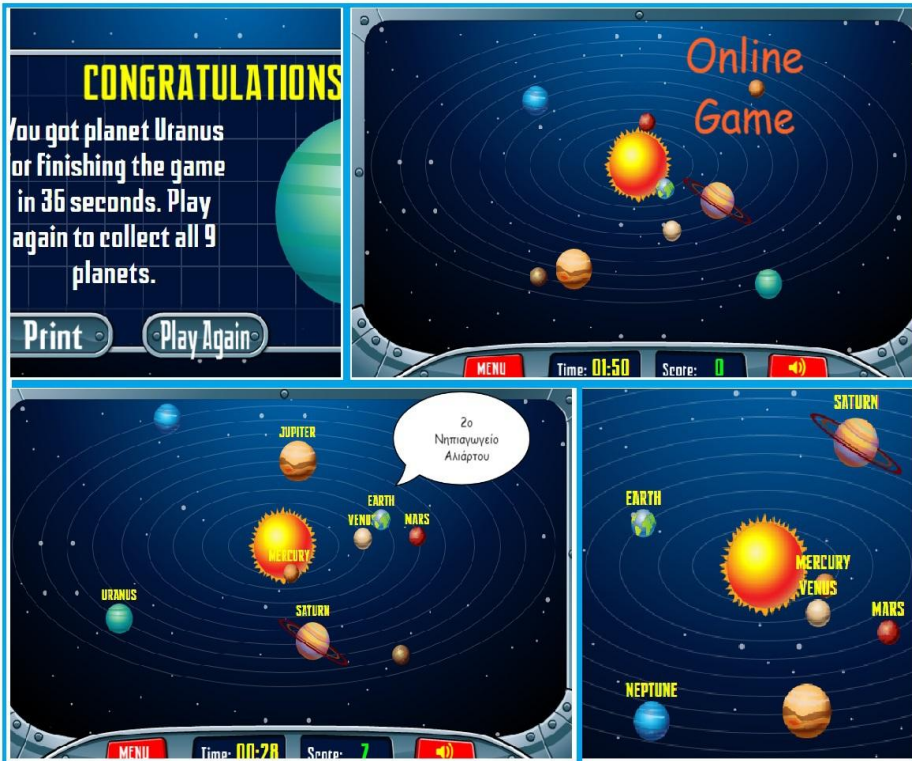 CONGRATULATIONS
You got planet Uranus
for finishing the game
in 36 seconds. Play
again to collect all 9
planets.
Print
Play Again
Online
Game
MENU
Time: 01:50
Score: 0
2ο
Νηπιαγωγείο
Αλιάρτου
JUPITER
EARTH
VENUS
MARS
MERCURY
URANUS
SATURN
MENU
Time: 00:28
Score: 7
SATURN
EARTH
MERCURY
VENUS
MARS
NEPTUNE